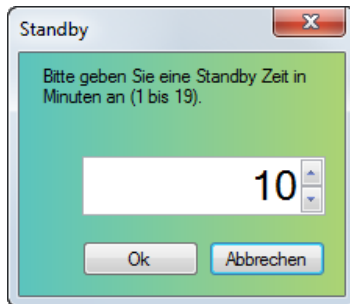 Standby
Bitte geben Sie eine Standby Zeit in
Minuten an (1 bis 19).
10
Ok
Abbrechen